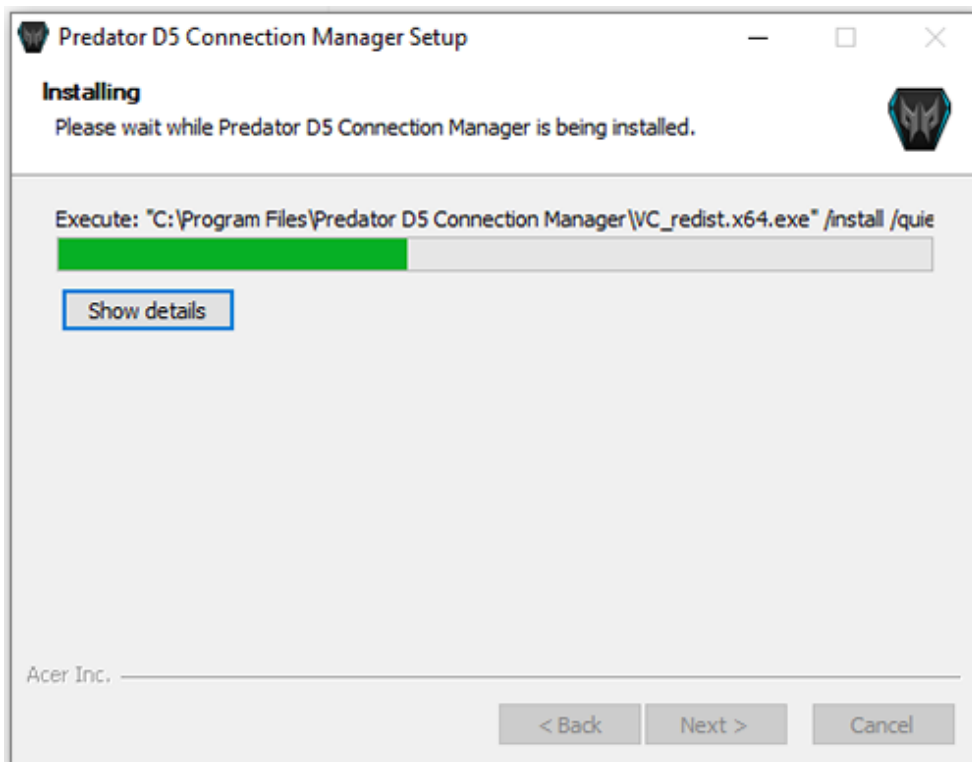 Predator D5 Connection Manager Setup
Installing
Please wait while Predator D5 Connection Manager is being installed.
Execute: "C:\Program Files\Predator D5 Connection Manager\VC_redist.x64.exe" /install /quie
Show details
Acer Inc.
< Back Next > Cancel